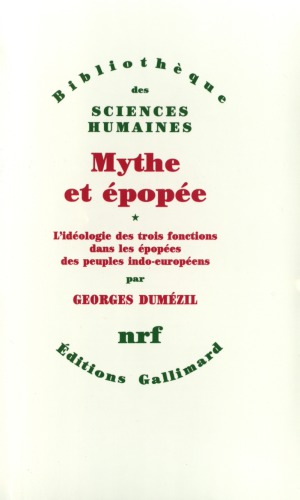 Bibliothèque
des
SCIENCES
HUMAINES
Mythe
et épopée
*
L'idéologie des trois fonctions
dans les épopées
des peuples indo-européens
par
GEORGES DUMÉZIL
nrf
Éditions Gallimard